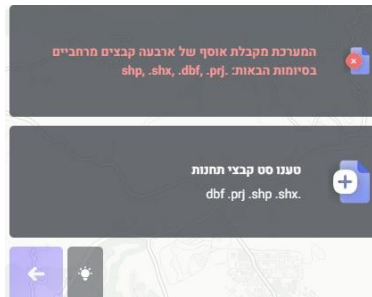 המערכת מקבלת אוסף של ארבעה קבצים מרחביים
בסיומות הבאות: .shp, .shx, .dbf, .prj
טענו סט קבצי תחנות
dbf .prj .shp .shx.